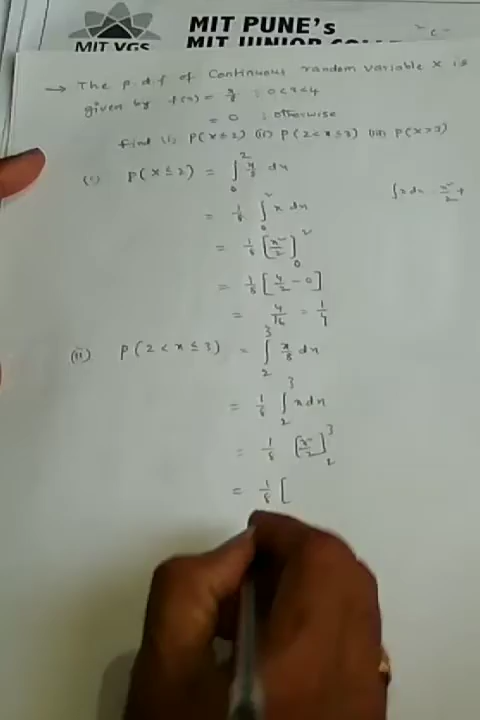 MIT PUNE's
MIT VGS MIT JUNIOR
→ The p.d.f of Continuous random variable X is
given by f(x) = x/8 ; 0<x<4
= 0 ; otherwise
find (i) P(x≤2) (ii) P(2<x≤3) (iii) P(x>3)
(i) P(x≤2) = ∫₀² x/8 dx
∫x dx = x²/2 +
= 1/8 ∫₀² x dx
= 1/8 [x²/2]₀²
= 1/8 [4/2 - 0]
= 4/16 = 1/4
(ii) P(2<x≤3) = ∫₂³ x/8 dx
= 1/8 ∫₂³ x dx
= 1/8 [x²/2]₂³
= 1/8 [